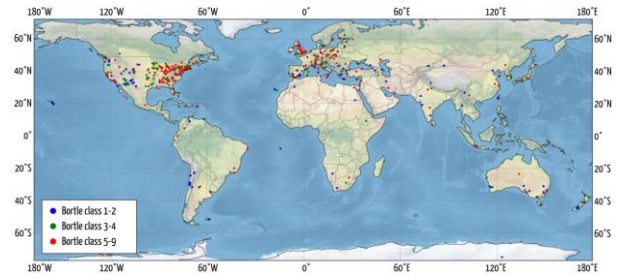 180°W 120°W 60°W 0° 60°E 120°E 180°E
60°N 60°N
40°N 40°N
20°N 20°N
0° 0°
20°S 20°S
40°S 40°S
60°S 60°S
Bortle class 1-2
Bortle class 3-4
Bortle class 5-9
180°W 120°W 60°W 0° 60°E 120°E 180°E